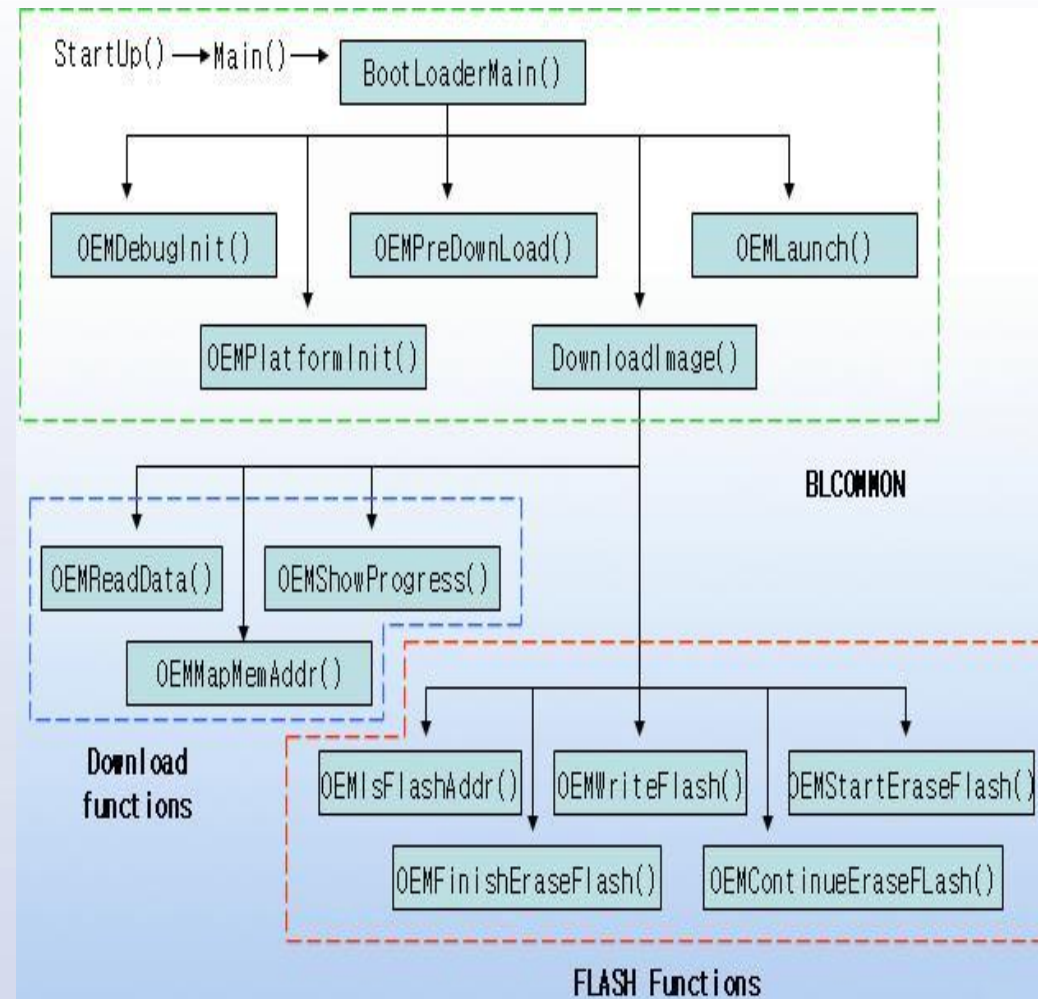 StartUp() Main() BootLoaderMain()
OEMDebugInit() OEMPreDownLoad() OEMLaunch()
OEMPlatformInit() DownloadImage()
BLCOMMON
OEMReadData() OEMShowProgress()
OEMMapMemAddr()
Download
functions
OEMIsFlashAddr() OEMWriteFlash() OEMStartEraseFlash()
OEMFinishEraseFlash() OEMContinueEraseFLash()
FLASH Functions